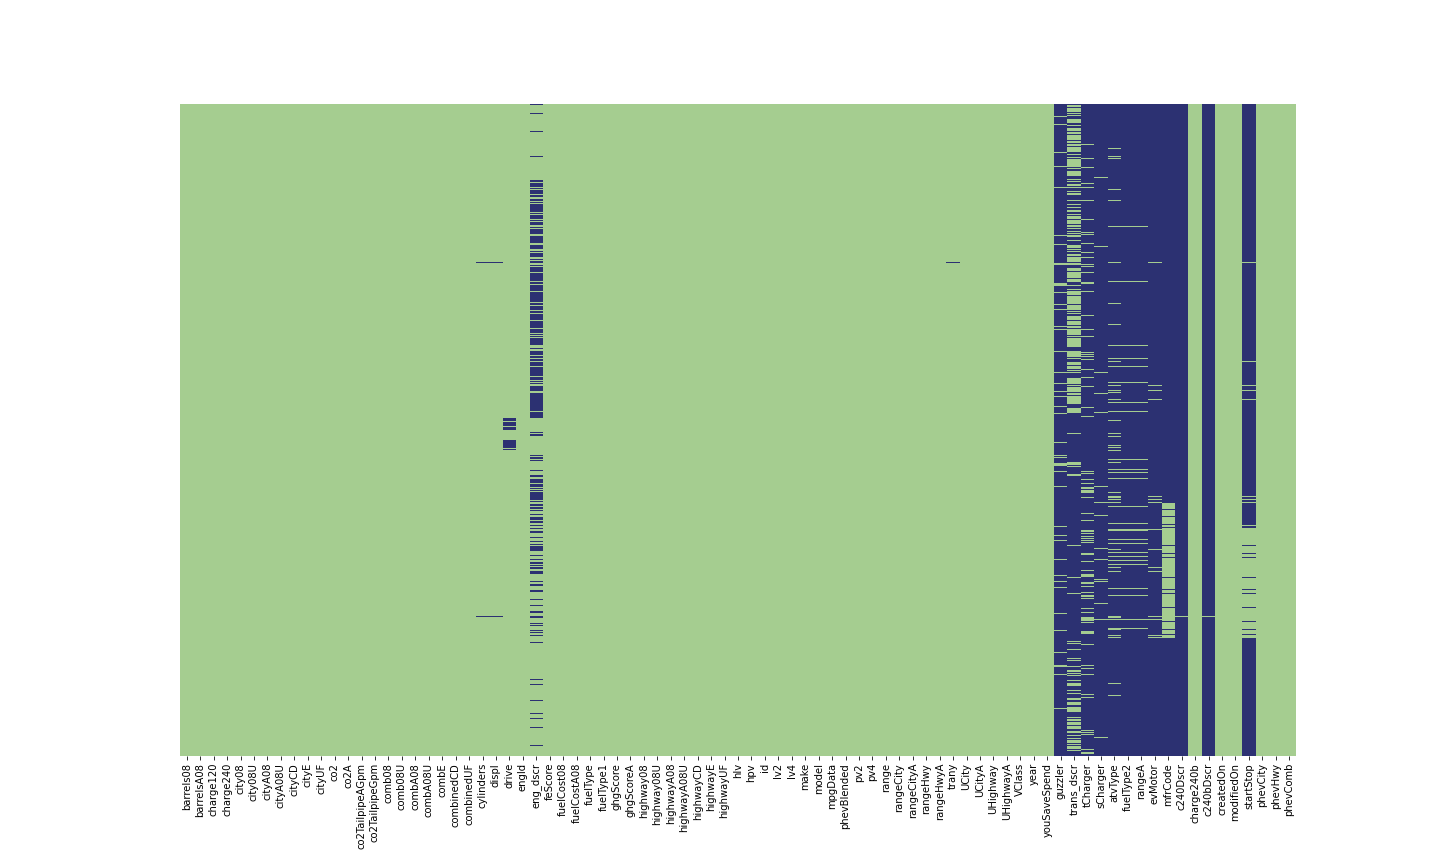 barrels08
barrelsA08
charge120
charge240
city08
city08U
cityA08
cityA08U
cityCD
cityE
cityUF
co2
co2A
co2TailpipeAGpm
co2TailpipeGpm
comb08
comb08U
combA08
combA08U
combE
combinedCD
combinedUF
cylinders
displ
drive
engId
eng_dscr
feScore
fuelCost08
fuelCostA08
fuelType
fuelType1
ghgScore
ghgScoreA
highway08
highway08U
highwayA08
highwayA08U
highwayCD
highwayE
highwayUF
hlv
hpv
id
lv2
lv4
make
model
mpgData
phevBlended
pv2
pv4
range
rangeCity
rangeCityA
rangeHwy
rangeHwyA
trany
UCity
UCityA
UHighway
UHighwayA
VClass
year
youSaveSpend
guzzler
trans_dscr
tCharger
sCharger
atvType
fuelType2
rangeA
evMotor
mfrCode
c240Dscr
charge240b
c240bDscr
createdOn
modifiedOn
startStop
phevCity
phevHwy
phevComb